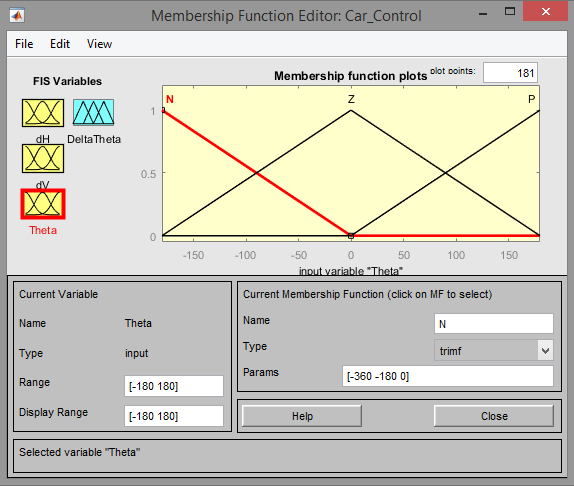 Membership Function Editor: Car_Control
File Edit View
FIS Variables
dH
DeltaTheta
dV
Theta
Membership function plots
plot points:
181
N
Z
P
1
0.5
0
-150 -100 -50 0 50 100 150
input variable "Theta"
Current Variable
Name Theta
Type input
Range [-180 180]
Display Range [-180 180]
Current Membership Function (click on MF to select)
Name N
Type trimf
Params [-360 -180 0]
Help Close
Selected variable "Theta"